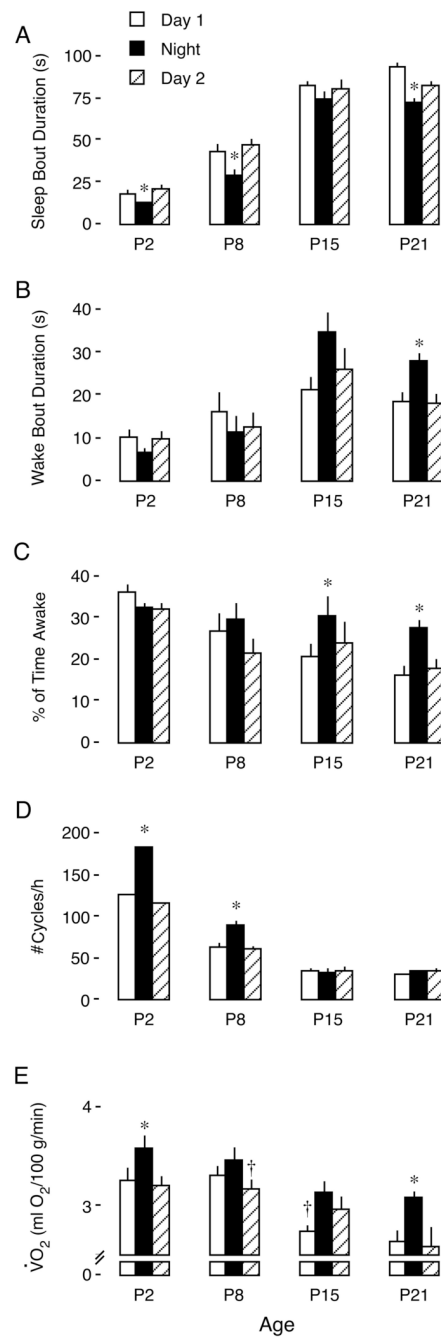 A
Day 1
Night
Day 2
Sleep Bout Duration (s)
100
75
50
25
0
*
*
*
P2 P8 P15 P21
B
Wake Bout Duration (s)
40
30
20
10
0
*
P2 P8 P15 P21
C
% of Time Awake
40
30
20
10
0
*
*
P2 P8 P15 P21
D
#Cycles/h
200
150
100
50
0
*
*
P2 P8 P15 P21
E
V̇O₂ (ml O₂/100 g/min)
4
3
0
*
†
†
*
P2 P8 P15 P21
Age